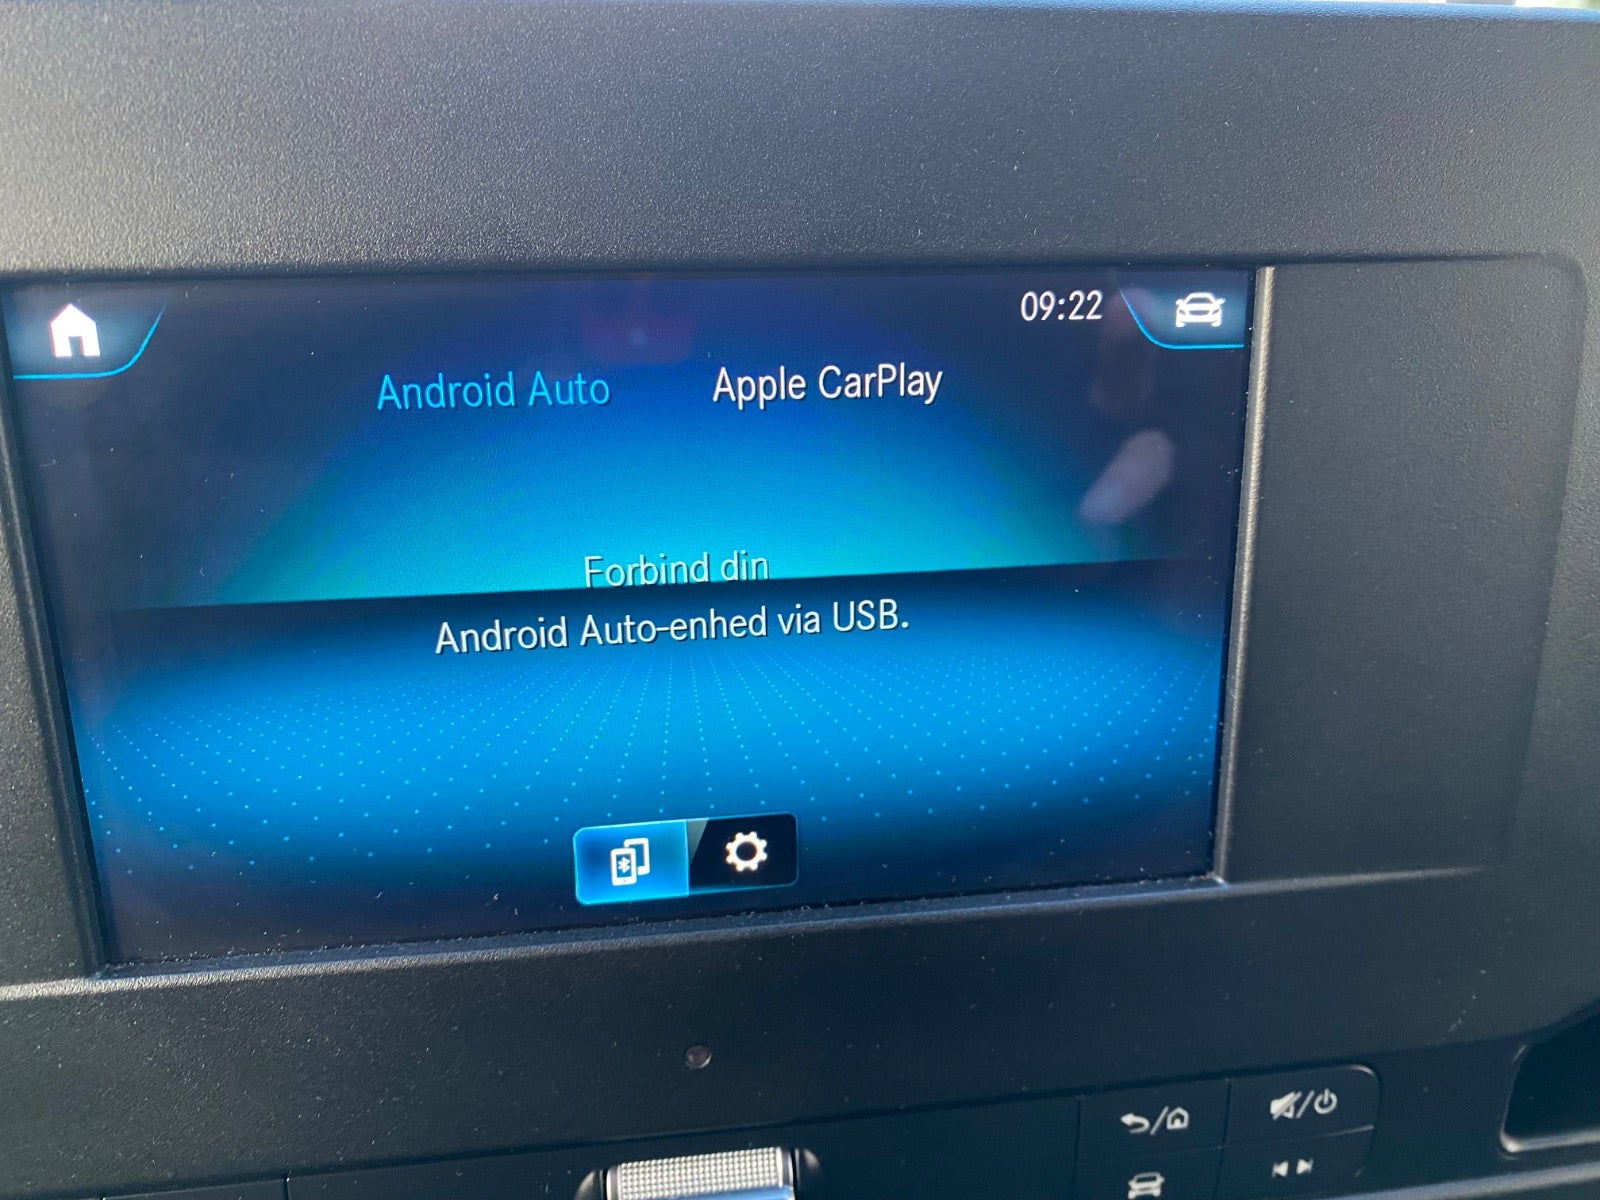 09:22
Android Auto Apple CarPlay
Forbind din
Android Auto-enhed via USB.